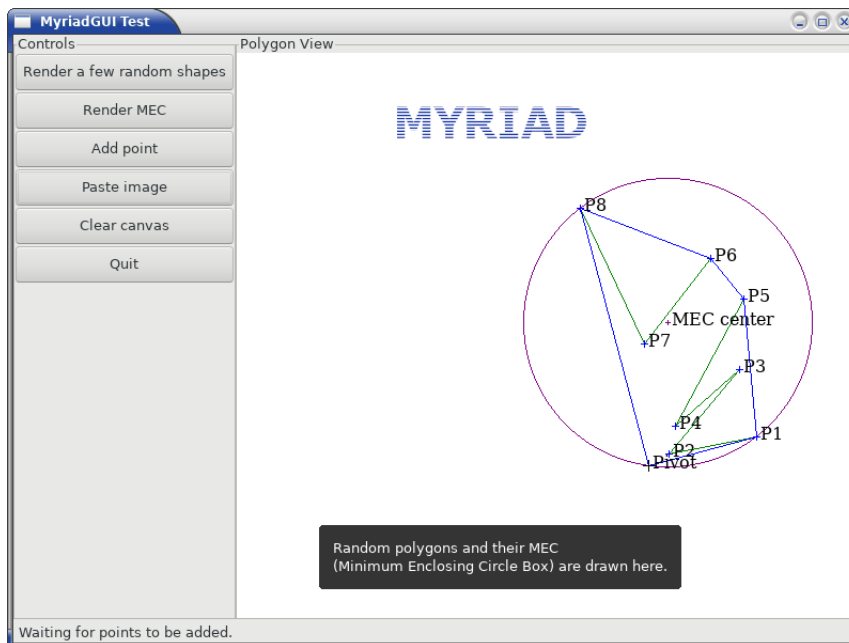 MyriadGUI Test
Controls
Polygon View
Render a few random shapes
Render MEC
Add point
Paste image
Clear canvas
Quit
MYRIAD
P8
P6
P5
MEC center
P7
P3
P4
P1
P2
Pivot
Random polygons and their MEC
(Minimum Enclosing Circle Box) are drawn here.
Waiting for points to be added.